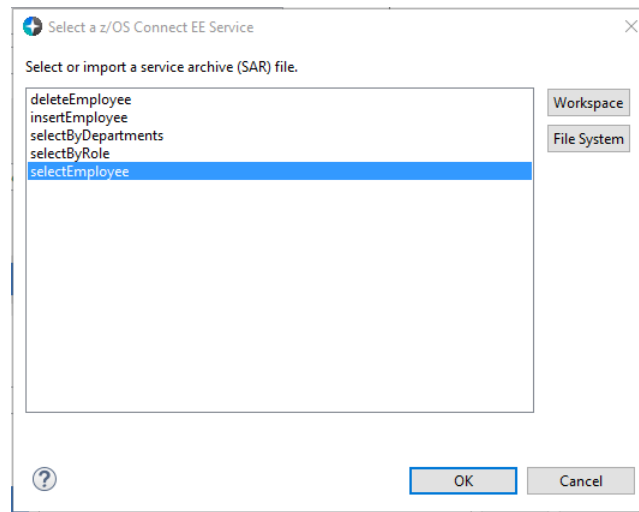 Select a z/OS Connect EE Service
Select or import a service archive (SAR) file.
deleteEmployee
insertEmployee
selectByDepartments
selectByRole
selectEmployee
Workspace
File System
?
OK
Cancel